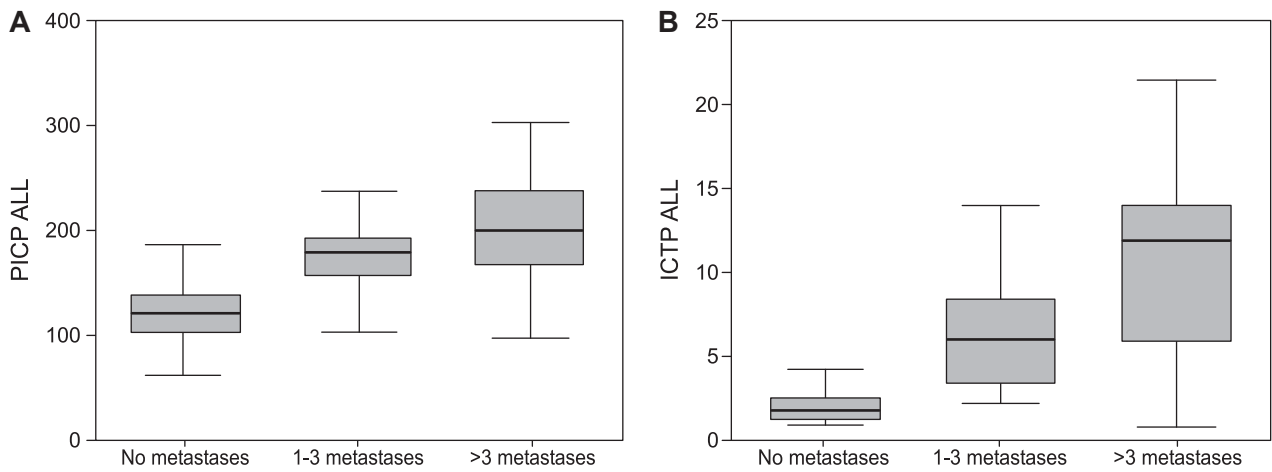 A
PICP ALL
400
300
200
100
0
No metastases 1-3 metastases >3 metastases
B
ICTP ALL
25
20
15
10
5
0
No metastases 1-3 metastases >3 metastases